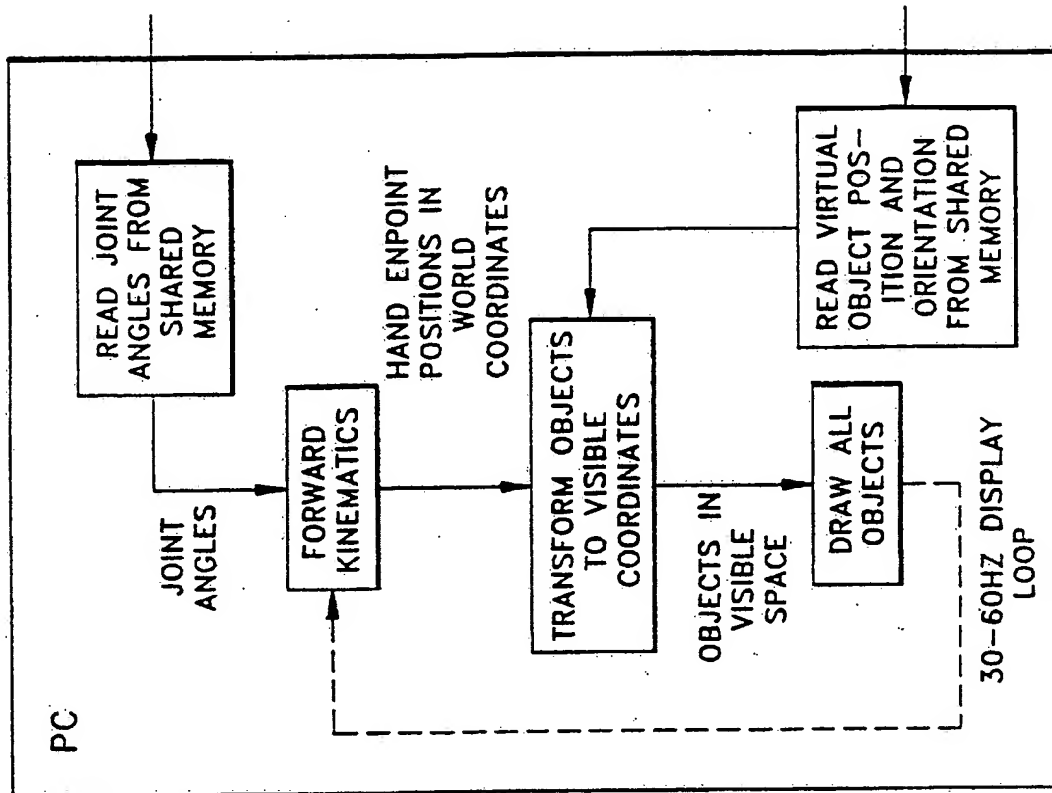 PC
READ JOINT
ANGLES FROM
SHARED
MEMORY
JOINT
ANGLES
FORWARD
KINEMATICS
HAND ENPOINT
POSITIONS IN
WORLD
COORDINATES
TRANSFORM OBJECTS
TO VISIBLE
COORDINATES
READ VIRTUAL
OBJECT POS-
ITION AND
ORIENTATION
FROM SHARED
MEMORY
OBJECTS IN
VISIBLE
SPACE
DRAW ALL
OBJECTS
30-60HZ DISPLAY
LOOP